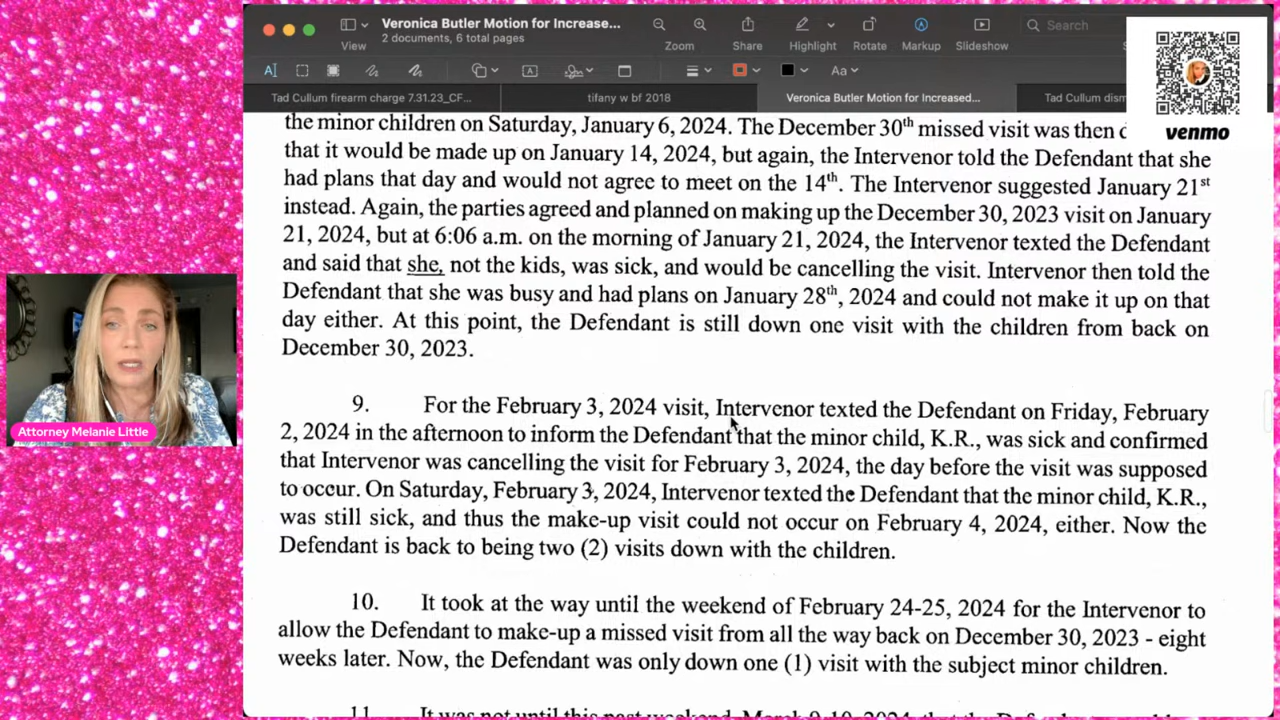 Veronica Butler Motion for Increase...
2 documents, 6 total pages
View
Zoom
Share
Highlight
Rotate
Markup
Slideshow
Search
venmo
A
Aa
Tad Cullum firearm charge 7.31.23_CF...
tifany w bf 2018
Veronica Butler Motion for Increased...
Tad Cullum dism
the minor children on Saturday, January 6, 2024. The December 30th missed visit was then
that it would be made up on January 14, 2024, but again, the Intervenor told the Defendant that she
had plans that day and would not agree to meet on the 14th. The Intervenor suggested January 21st
instead. Again, the parties agreed and planned on making up the December 30, 2023 visit on January
21, 2024, but at 6:06 a.m. on the morning of January 21, 2024, the Intervenor texted the Defendant
and said that she, not the kids, was sick, and would be cancelling the visit. Intervenor then told the
Defendant that she was busy and had plans on January 28th, 2024 and could not make it up on that
day either. At this point, the Defendant is still down one visit with the children from back on
December 30, 2023.
9. For the February 3, 2024 visit, Intervenor texted the Defendant on Friday, February
2, 2024 in the afternoon to inform the Defendant that the minor child, K.R., was sick and confirmed
that Intervenor was cancelling the visit for February 3, 2024, the day before the visit was supposed
to occur. On Saturday, February 3, 2024, Intervenor texted the Defendant that the minor child, K.R.,
was still sick, and thus the make-up visit could not occur on February 4, 2024, either. Now the
Defendant is back to being two (2) visits down with the children.
10. It took at the way until the weekend of February 24-25, 2024 for the Intervenor to
allow the Defendant to make-up a missed visit from all the way back on December 30, 2023 - eight
weeks later. Now, the Defendant was only down one (1) visit with the subject minor children.
Attorney Melanie Little